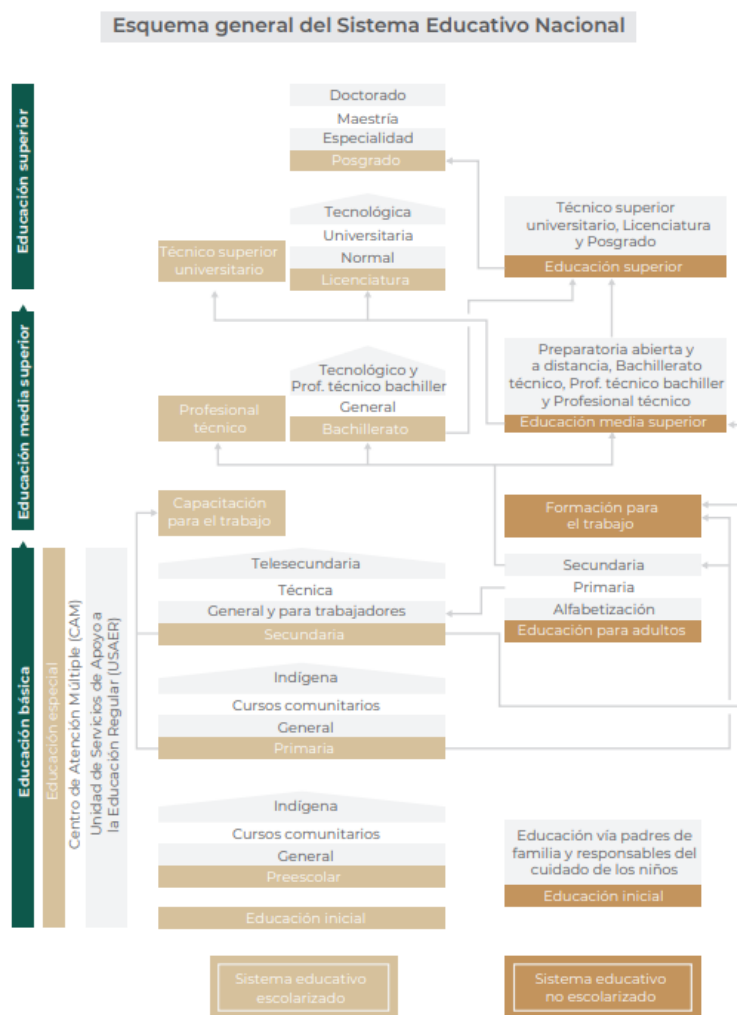 Esquema general del Sistema Educativo Nacional
Educación superior
Doctorado
Maestría
Especialidad
Posgrado
Tecnológica
Universitaria
Normal
Licenciatura
Técnico superior
universitario
Técnico superior
universitario, Licenciatura
y Posgrado
Educación superior
Educación media superior
Tecnológico y
Prof. técnico bachiller
General
Bachillerato
Profesional
técnico
Preparatoria abierta y
a distancia, Bachillerato
técnico, Prof. técnico bachiller
y Profesional técnico
Educación media superior
Capacitación
para el trabajo
Formación para
el trabajo
Educación básica
Educación especial
Centro de Atención Múltiple (CAM)
Unidad de Servicios de Apoyo a
la Educación Regular (USAER)
Telesecundaria
Técnica
General y para trabajadores
Secundaria
Secundaria
Primaria
Alfabetización
Educación para adultos
Indígena
Cursos comunitarios
General
Primaria
Indígena
Cursos comunitarios
General
Preescolar
Educación inicial
Educación vía padres de
familia y responsables del
cuidado de los niños
Educación inicial
Sistema educativo
escolarizado
Sistema educativo
no escolarizado